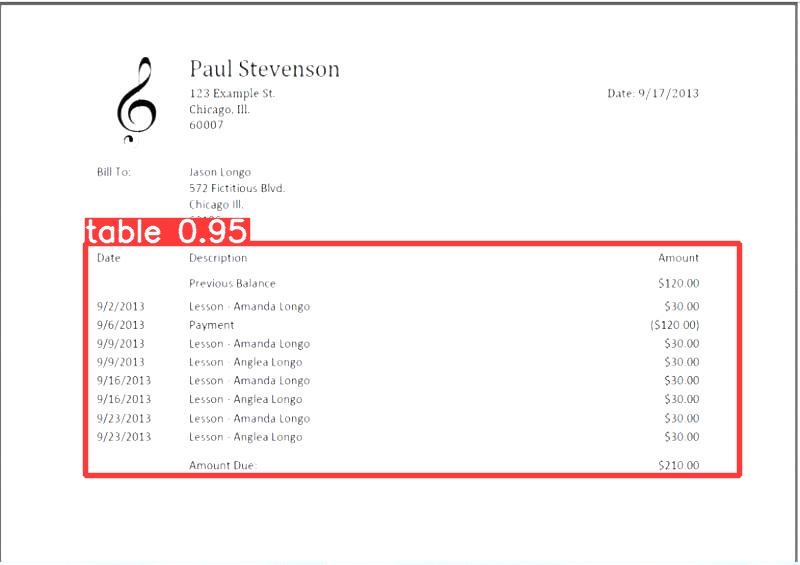 Paul Stevenson
123 Example St.
Chicago, Ill.
60007
Date: 9/17/2013
Bill To: Jason Longo
572 Fictitious Blvd.
Chicago Ill.
table 0.95
Date Description Amount
Previous Balance $120.00
9/2/2013 Lesson - Amanda Longo $30.00
9/6/2013 Payment ($120.00)
9/9/2013 Lesson - Amanda Longo $30.00
9/9/2013 Lesson - Anglea Longo $30.00
9/16/2013 Lesson - Amanda Longo $30.00
9/16/2013 Lesson - Anglea Longo $30.00
9/23/2013 Lesson - Amanda Longo $30.00
9/23/2013 Lesson - Anglea Longo $30.00
Amount Due: $210.00